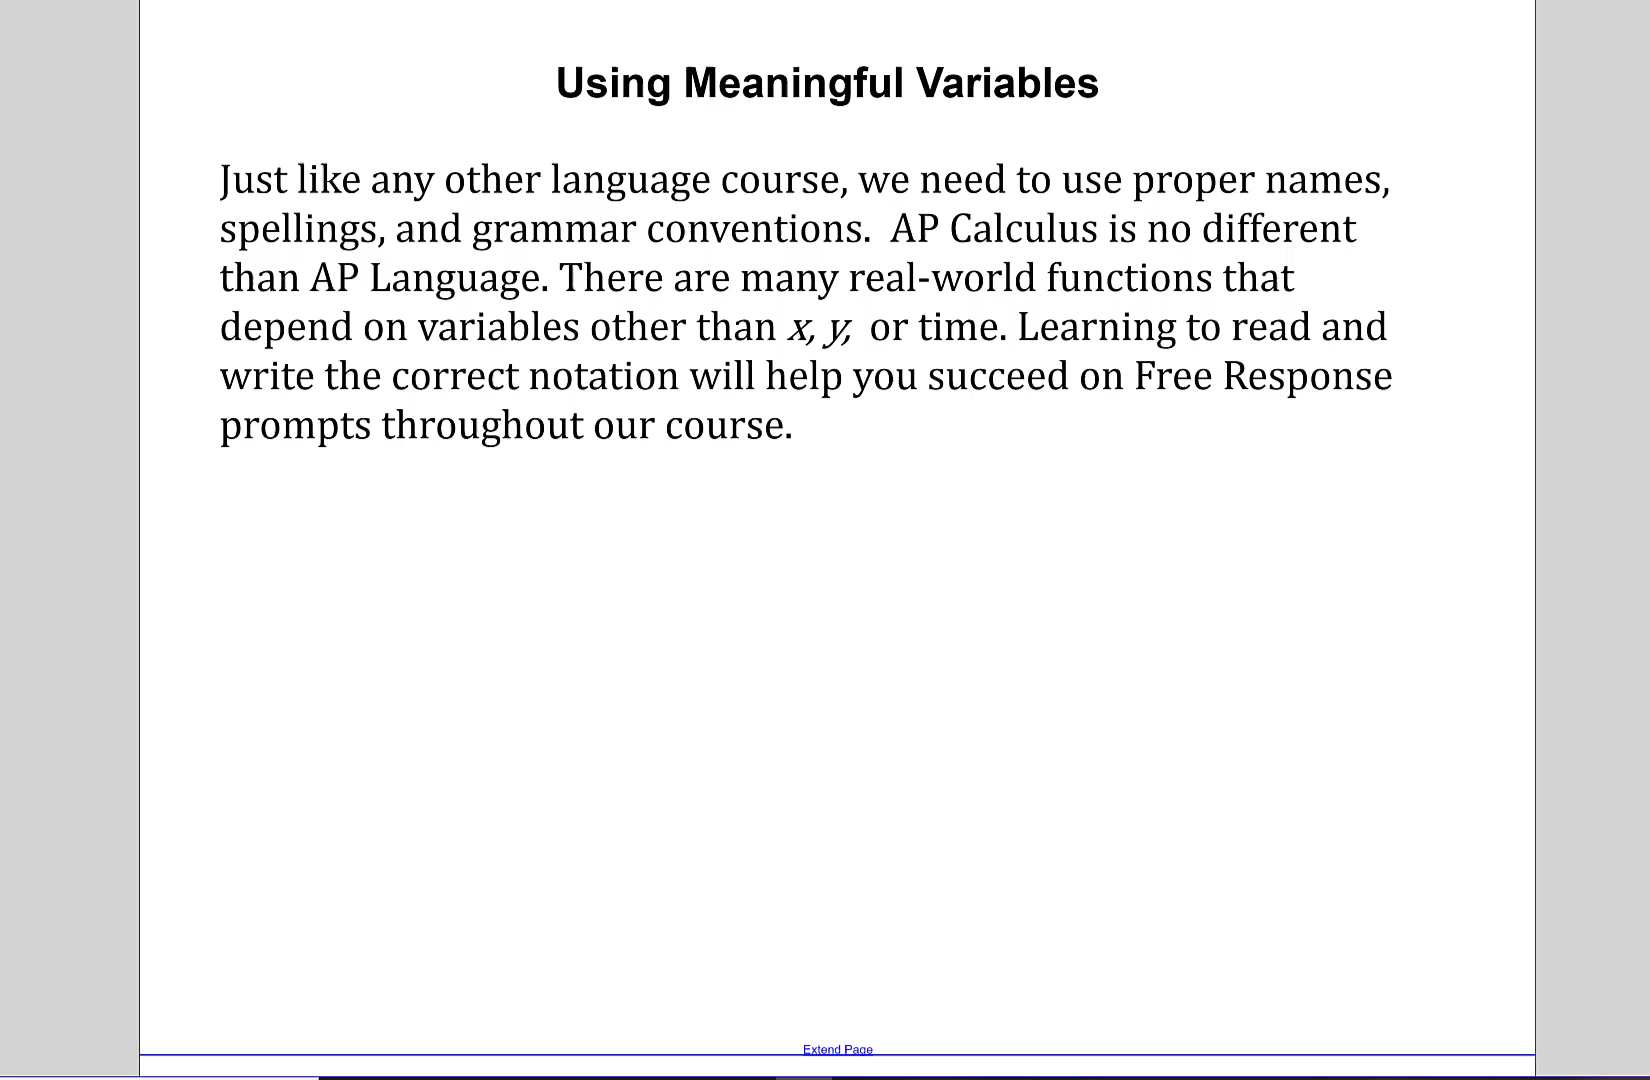 Using Meaningful Variables
Just like any other language course, we need to use proper names,
spellings, and grammar conventions.  AP Calculus is no different
than AP Language. There are many real-world functions that
depend on variables other than x, y,  or time. Learning to read and
write the correct notation will help you succeed on Free Response
prompts throughout our course.
Extend Page